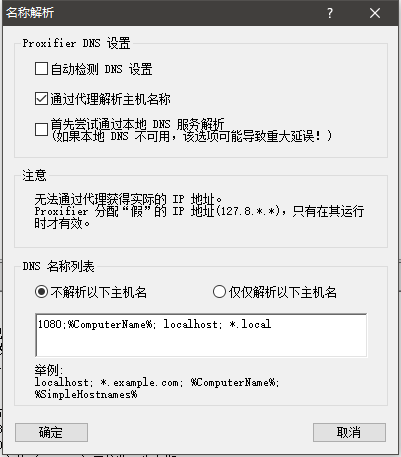 名称解析
Proxifier DNS 设置
自动检测 DNS 设置
通过代理解析主机名称
首先尝试通过本地 DNS 服务解析
(如果本地 DNS 不可用，该选项可能导致重大延误！)
注意
无法通过代理获得实际的 IP 地址。
Proxifier 分配“假”的 IP 地址(127.8.*.*)，只有在其运行
时才有效。
DNS 名称列表
不解析以下主机名
仅仅解析以下主机名
1080;%ComputerName%; localhost; *.local
举例:
localhost; *.example.com; %ComputerName%;
%SimpleHostnames%
确定
取消